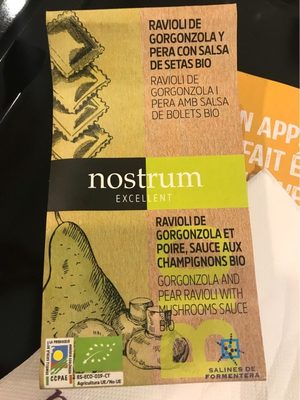 RAVIOLI DE
GORGONZOLA Y
PERA CON SALSA
DE SETAS BIO
RAVIOLI DE
GORGONZOLA I
PERA AMB SALSA
DE BOLETS BIO
N APP
FAIT É
nostrum
EXCELLENT
RAVIOLI DE
GORGONZOLA ET
POIRE, SAUCE AUX
CHAMPIGNONS BIO
GORGONZOLA AND
PEAR RAVIOLI WITH
MUSHROOMS SAUCE
BIO
CCPAE
ES-ECO-019-CT
Agricultura UE/No UE
SALINES DE
FORMENTERA